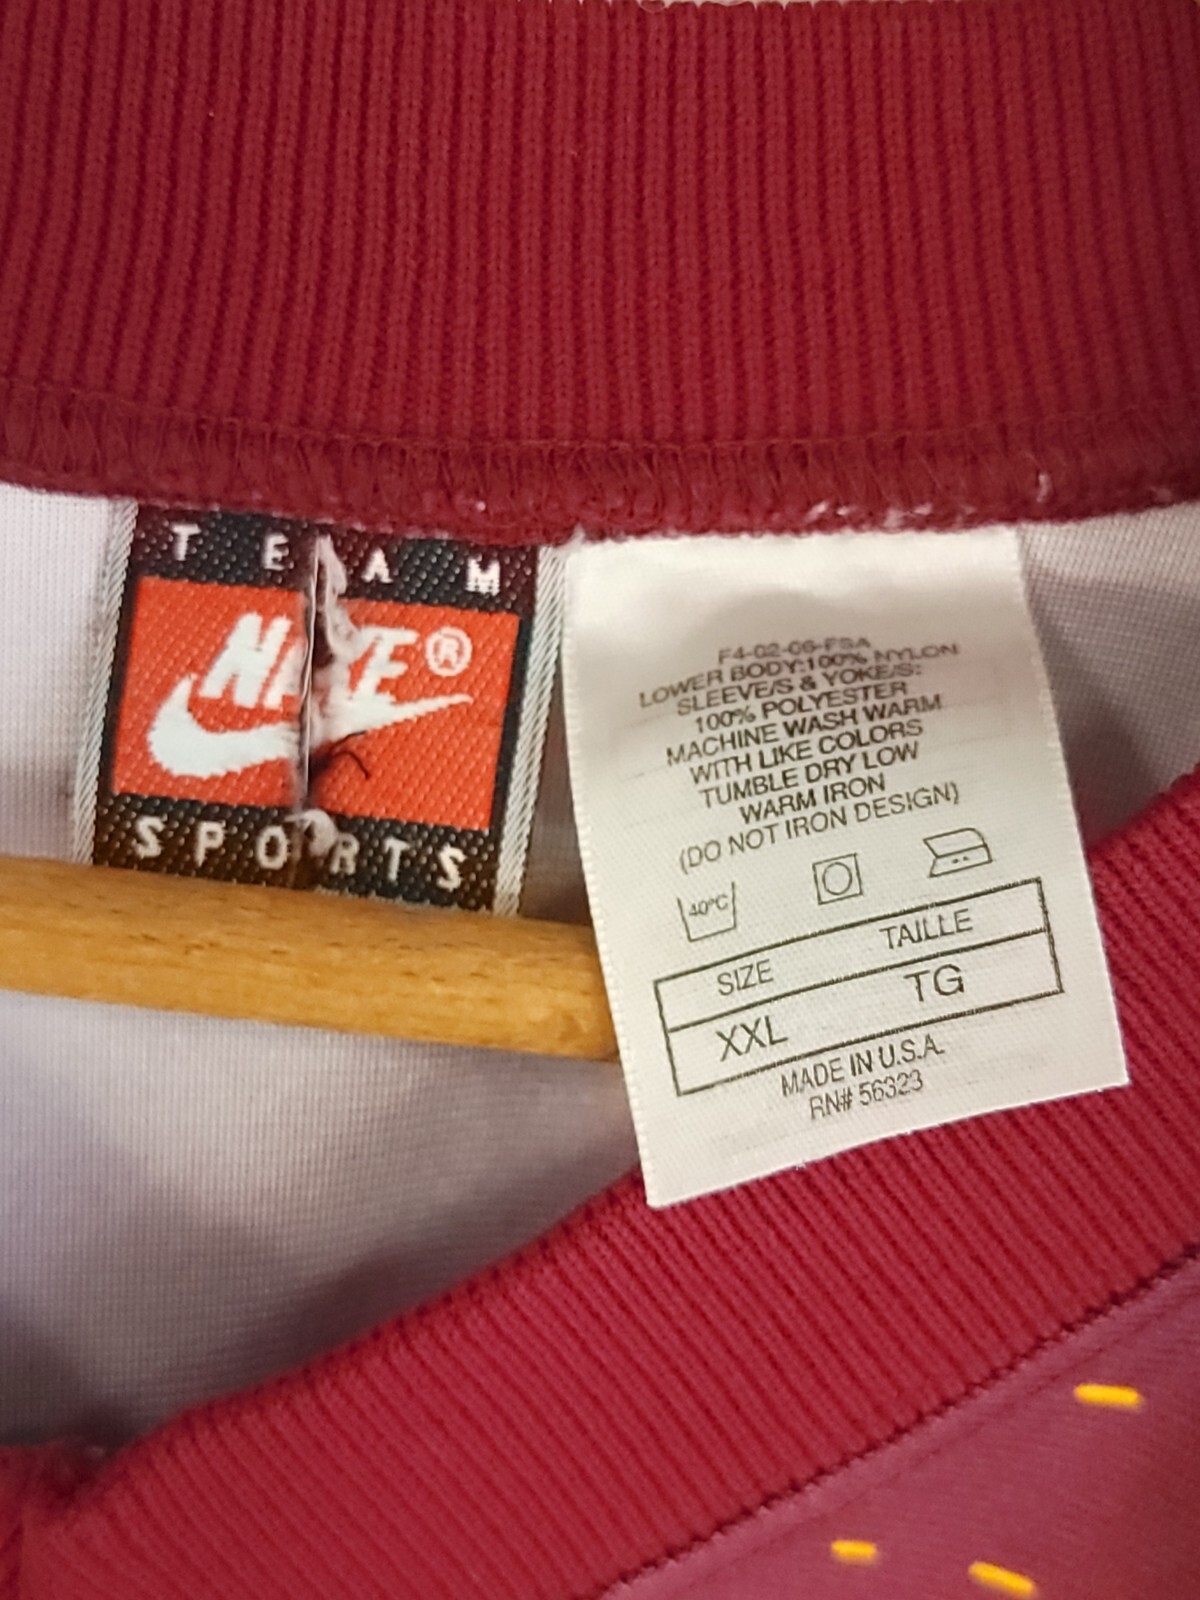 TEAM
NIKE®
SPORTS
F4-02-06-FSA
LOWER BODY:100% NYLON
SLEEVE/S & YOKE/S:
100% POLYESTER
MACHINE WASH WARM
WITH LIKE COLORS
TUMBLE DRY LOW
WARM IRON
(DO NOT IRON DESIGN)
40°C
SIZE TAILLE
XXL TG
MADE IN U.S.A.
RN# 56323